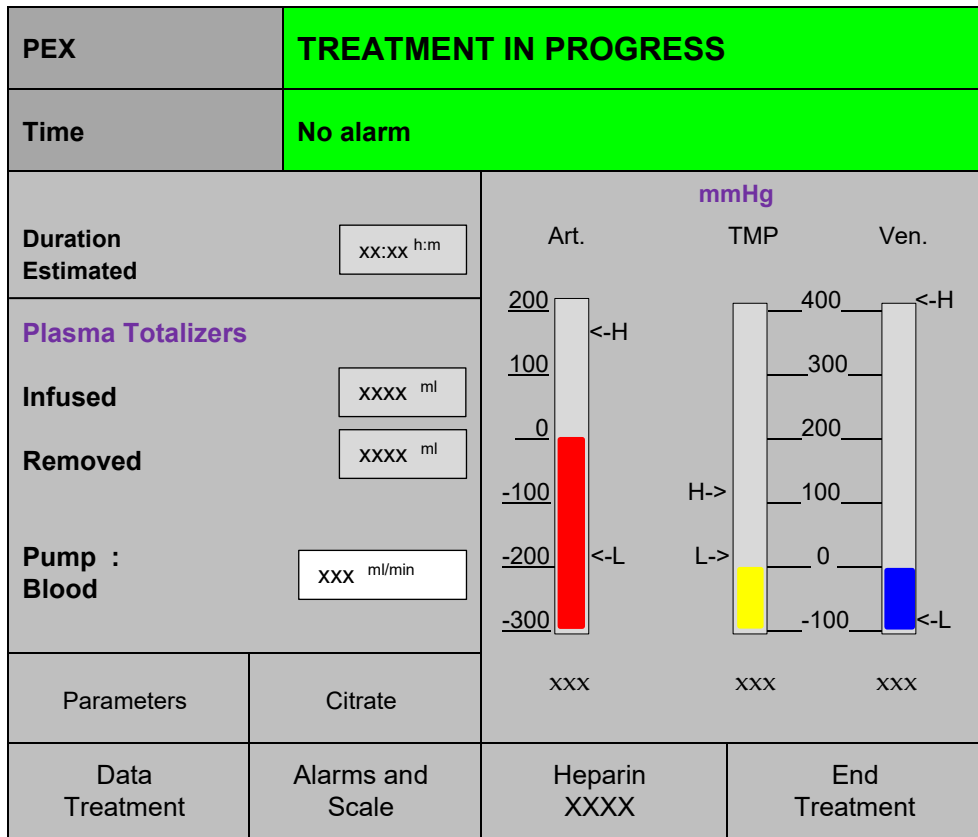 PEX
TREATMENT IN PROGRESS
Time
No alarm
Duration
Estimated
xx:xx h:m
Plasma Totalizers
Infused
xxxx ml
Removed
xxxx ml
Pump :
Blood
xxx ml/min
mmHg
Art. TMP Ven.
200
100
0
-100
-200
-300
<-H
<-L
H->
L->
400
300
200
100
0
-100
<-H
<-L
xxx xxx xxx
Parameters
Citrate
Data
Treatment
Alarms and
Scale
Heparin
XXXX
End
Treatment